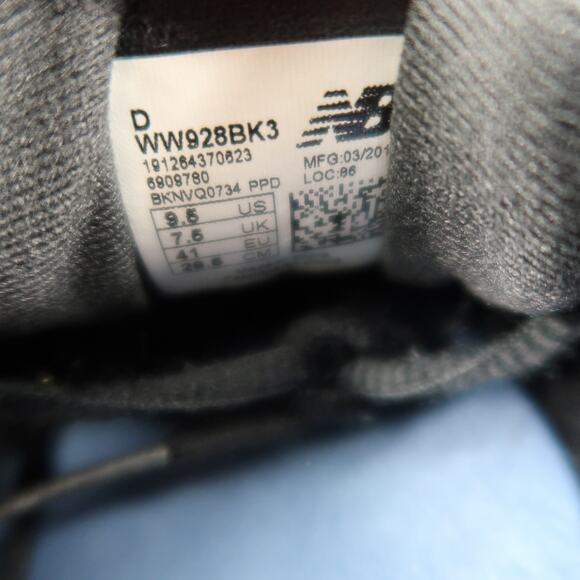 D
WW928BK3
191264370623
6909780
BKNVQ0734 PPD
9.5 US
7.5 UK
41 EU
26.5 CM
NB
MFG:03/201
LOC:86